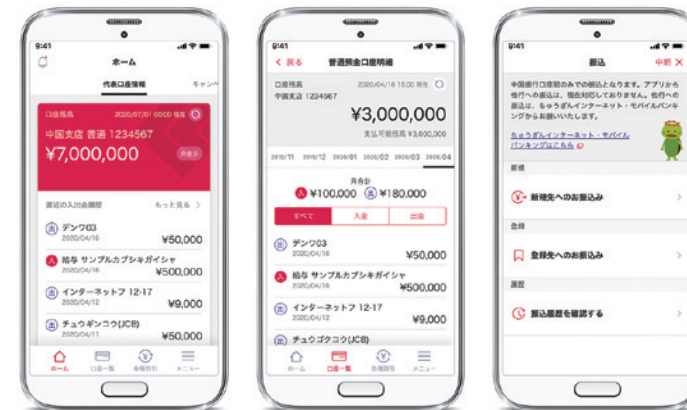 9:41
ホーム
代表口座情報
キャンペ
口座残高
2020/07/01 00:00 現在
中国支店 普通 1234567
¥7,000,000
非表示
直近の入出金履歴
もっと見る
出 デンワ03
2020/04/16
¥50,000
入 給与 サンプルカブシキガイシャ
2020/04/16
¥500,000
出 インターネットフ 12-17
2020/04/12
¥9,000
出 チュウギンコウ(JCB)
2020/04/11
¥50,000
ホーム
口座一覧
各種取引
メニュー
9:41
戻る
普通預金口座明細
口座残高
2020/04/16 15:00 現在
中国支店 1234567
¥3,000,000
支払可能残高 ¥3,000,000
2019/11 2019/12 2020/01 2020/02 2020/03 2020/04
月合計
入 ¥100,000 出 ¥180,000
すべて
入金
出金
出 デンワ03
2020/04/16
¥50,000
入 給与 サンプルカブシキガイシャ
2020/04/16
¥500,000
出 インターネットフ 12-17
2020/04/12
¥9,000
出 チュウゴクコウ(JCB)
ホーム
口座一覧
各種取引
メニュー
9:41
振込
中断 ×
中国銀行口座間のみでの振込となります。アプリから
他行への振込は、現在対応しておりません。他行への
振込は、ちゅうぎんインターネット・モバイルバンキ
ングからお願いいたします。
ちゅうぎんインターネット・モバイル
バンキングはこちら
新規
新規先へのお振込み
登録
登録先へのお振込み
履歴
振込履歴を確認する